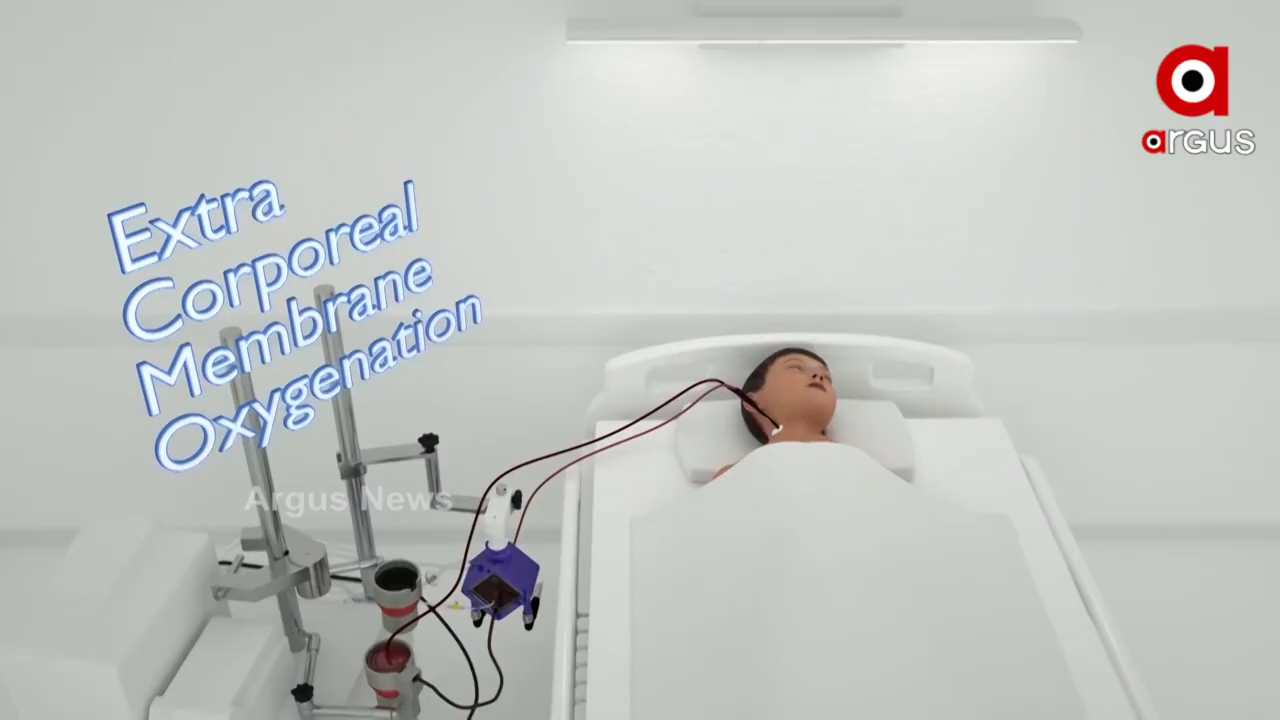 argus
Extra
Corporeal
Membrane
Oxygenation
Argus News